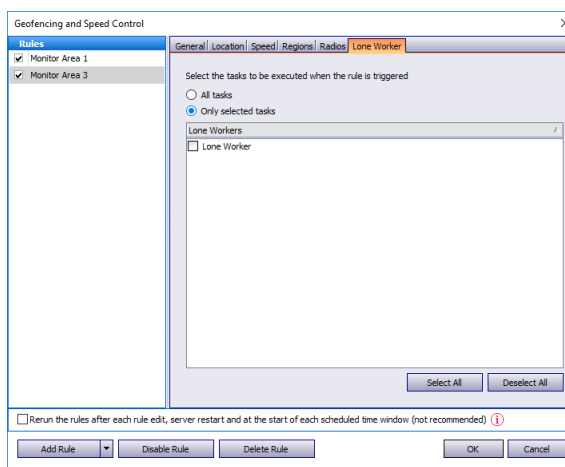 Geofencing and Speed Control
Rules
Monitor Area 1
Monitor Area 3
General Location Speed Regions Radios Lone Worker
Select the tasks to be executed when the rule is triggered
All tasks
Only selected tasks
Lone Workers
Lone Worker
Select All Deselect All
Rerun the rules after each rule edit, server restart and at the start of each scheduled time window (not recommended)
Add Rule Disable Rule Delete Rule OK Cancel